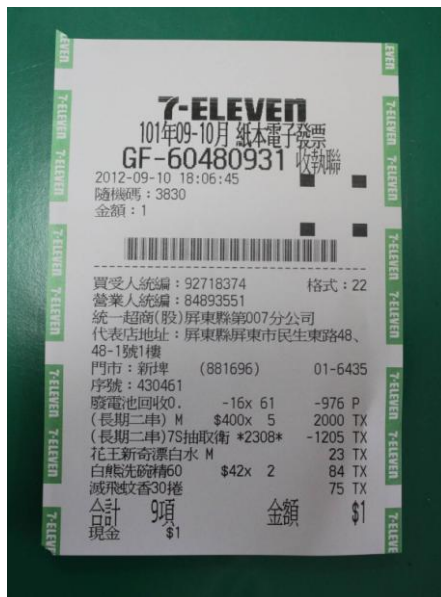 7-ELEVEN
101年09-10月 紙本電子發票
GF-60480931 收執聯
2012-09-10 18:06:45
隨機碼:3830
金額:1
買受人統編:92718374 格式:22
營業人統編:84893551
統一超商(股)屏東縣第007分公司
代表店地址:屏東縣屏東市民生東路48、
48-1號1樓
門市:新埤 (881696) 01-6435
序號:430461
廢電池回收0. -16x 61 -976 P
(長期二串) M $400x 5 2000 TX
(長期二串)7S抽取衛 *2308* -1205 TX
花王新奇漂白水 M 23 TX
白熊洗碗精60 $42x 2 84 TX
滅飛蚊香30捲 75 TX
合計 9項 金額 $1
現金 $1